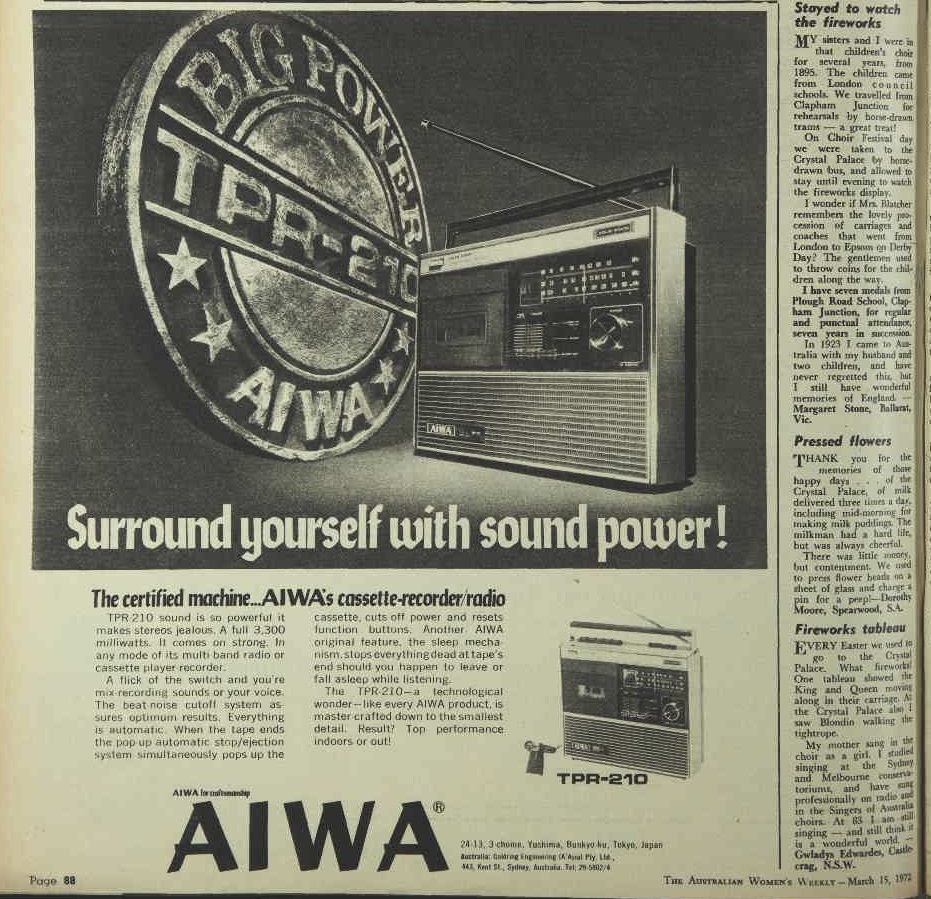 BIG POWER
TPR-210
AIWA
SOLID STATE
AIWA
Surround yourself with sound power!
The certified machine...AIWA's cassette-recorder/radio
TPR-210 sound is so powerful it
makes stereos jealous. A full 3,300
milliwatts. It comes on strong. In
any mode of its multi band radio or
cassette player-recorder.
A flick of the switch and you're
mix-recording sounds or your voice.
The beat-noise cutoff system as-
sures optimum results. Everything
is automatic. When the tape ends
the pop-up automatic stop/ejection
system simultaneously pops up the
cassette, cuts off power and resets
function buttons. Another AIWA
original feature, the sleep mecha-
nism, stops everything dead at tape's
end should you happen to leave or
fall asleep while listening.
The TPR-210—a technological
wonder—like every AIWA product, is
master-crafted down to the smallest
detail. Result? Top performance
indoors or out!
AIWA
TPR-210
AIWA for craftsmanship
AIWA®
24-13, 3-chome, Yushima, Bunkyo-ku, Tokyo, Japan
Australia: Goldring Engineering (A'Asia) Pty. Ltd.,
443, Kent St., Sydney, Australia. Tel: 29-5802/4
Stayed to watch
the fireworks
MY sisters and I were in
that children's choir
for several years, from
1895. The children came
from London council
schools. We travelled from
Clapham Junction for
rehearsals by horse-drawn
trams — a great treat!
On Choir Festival day
we were taken to the
Crystal Palace by horse-
drawn bus, and allowed to
stay until evening to watch
the fireworks display.
I wonder if Mrs. Blatcher
remembers the lovely pro-
cession of carriages and
coaches that went from
London to Epsom on Derby
Day? The gentlemen used
to throw coins for the chil-
dren along the way.
I have seven medals from
Plough Road School, Clap-
ham Junction, for regular
and punctual attendance,
seven years in succession.
In 1923 I came to Aus-
tralia with my husband and
two children, and have
never regretted this, but
I still have wonderful
memories of England. —
Margaret Stone, Ballarat,
Vic.
Pressed flowers
THANK you for the
memories of those
happy days . . . of the
Crystal Palace, of milk
delivered three times a day,
including mid-morning for
making milk puddings. The
milkman had a hard life,
but was always cheerful.
There was little money,
but contentment. We used
to press flower heads on a
sheet of glass and charge a
pin for a peep!—Dorothy
Moore, Spearwood, S.A.
Fireworks tableau
EVERY Easter we used to
go to the Crystal
Palace. What fireworks!
One tableau showed the
King and Queen moving
along in their carriage. At
the Crystal Palace also I
saw Blondin walking the
tightrope.
My mother sang in the
choir as a girl. I studied
singing at the Sydney
and Melbourne conserva-
toriums, and have sung
professionally on radio and
in the Singers of Australia
choirs. At 83 I am still
singing — and still think it
is a wonderful world. —
Gwladys Edwardes, Castle-
crag, N.S.W.
Page 88
THE AUSTRALIAN WOMEN'S WEEKLY — March 15, 1972